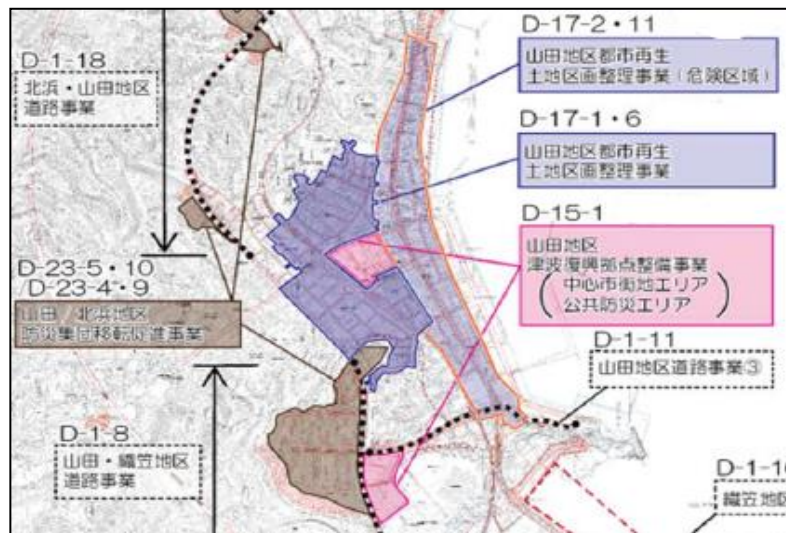 D-17-2・11
山田地区都市再生
土地区画整理事業(危険区域)
D-1-18
北浜・山田地区
道路事業
D-17-1・6
山田地区都市再生
土地区画整理事業
D-15-1
山田地区
津波復興拠点整備事業
(中心市街地エリア
公共防災エリア)
D-23-5・10
/D-23-4・9
山田/北浜地区
防災集団移転促進事業
D-1-11
山田地区道路事業③
D-1-8
山田・織笠地区
道路事業
D-1-10
織笠地区